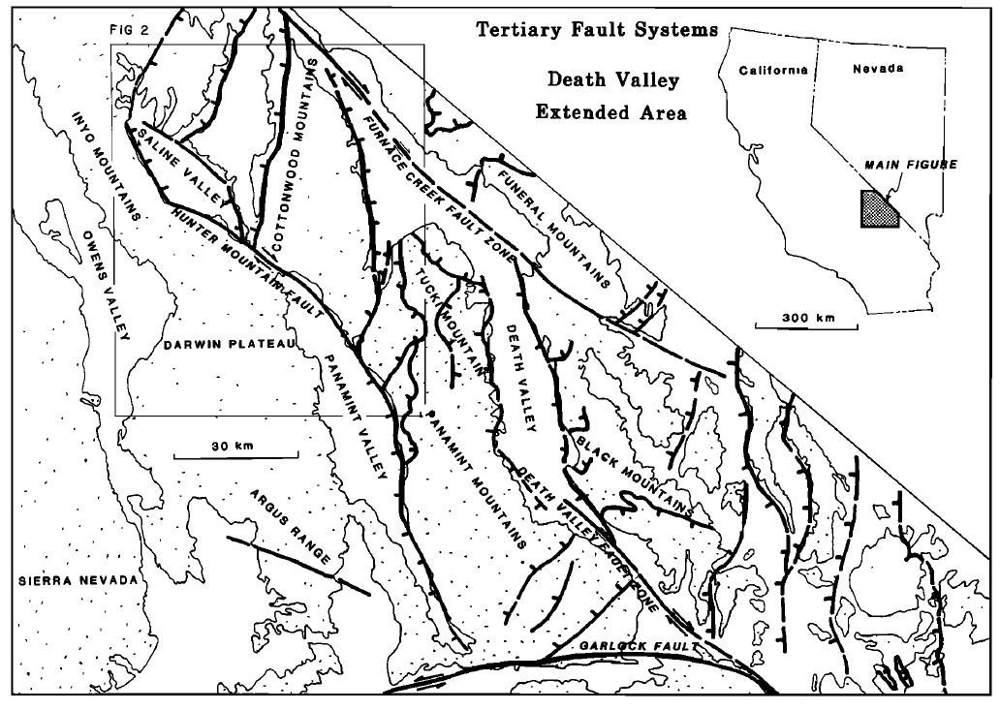 FIG 2
Tertiary Fault Systems
Death Valley
Extended Area
California
Nevada
MAIN FIGURE
300 km
INYO MOUNTAINS
SALINE VALLEY
COTTONWOOD MOUNTAINS
FURNACE CREEK FAULT ZONE
FUNERAL MOUNTAINS
HUNTER MOUNTAIN FAULT
OWENS VALLEY
TUCKI MOUNTAIN
DARWIN PLATEAU
DEATH VALLEY
PANAMINT VALLEY
30 km
PANAMINT MOUNTAINS
BLACK MOUNTAINS
DEATH VALLEY FAULT ZONE
ARGUS RANGE
SIERRA NEVADA
GARLOCK FAULT